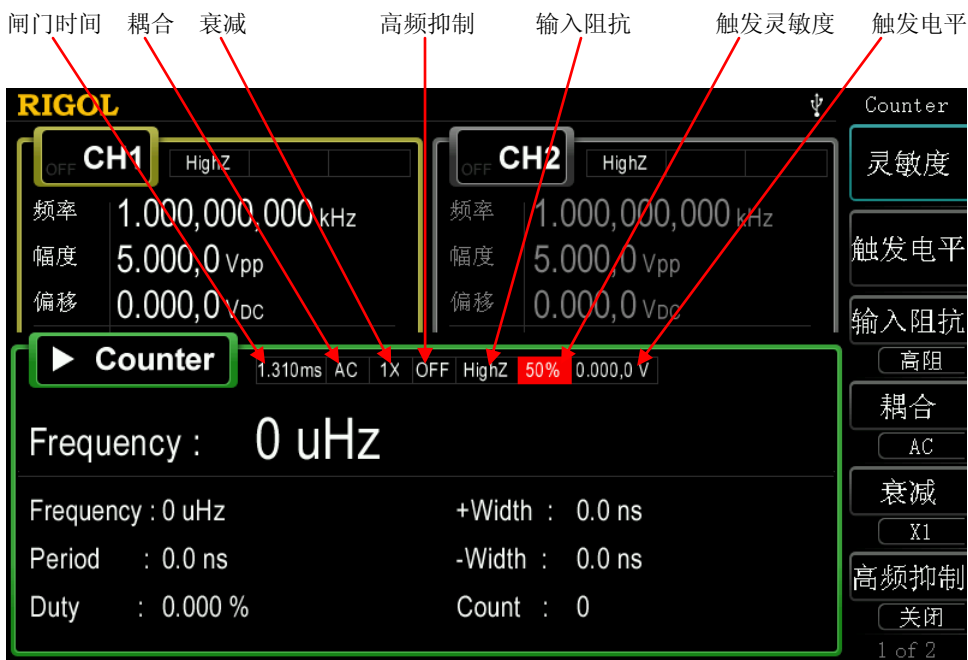 闸门时间 耦合 衰减 高频抑制 输入阻抗 触发灵敏度 触发电平
RIGOL Counter
OFF CH1 HighZ
频率 1.000,000,000 kHz
幅度 5.000,0 Vpp
偏移 0.000,0 VDC
OFF CH2 HighZ
频率 1.000,000,000 kHz
幅度 5.000,0 Vpp
偏移 0.000,0 VDC
Counter 1.310ms AC 1X OFF HighZ 50% 0.000,0 V
Frequency : 0 uHz
Frequency : 0 uHz
Period : 0.0 ns
Duty : 0.000 %
+Width : 0.0 ns
-Width : 0.0 ns
Count : 0
灵敏度
触发电平
输入阻抗
高阻
耦合
AC
衰减
X1
高频抑制
关闭
1 of 2